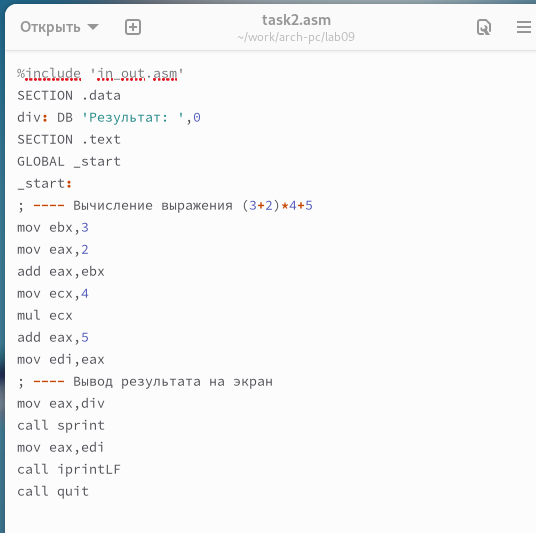 Открыть
task2.asm
~/work/arch-pc/lab09
%include 'in_out.asm'
SECTION .data
div: DB 'Результат: ',0
SECTION .text
GLOBAL _start
_start:
; ---- Вычисление выражения (3+2)*4+5
mov ebx,3
mov eax,2
add eax,ebx
mov ecx,4
mul ecx
add eax,5
mov edi,eax
; ---- Вывод результата на экран
mov eax,div
call sprint
mov eax,edi
call iprintLF
call quit